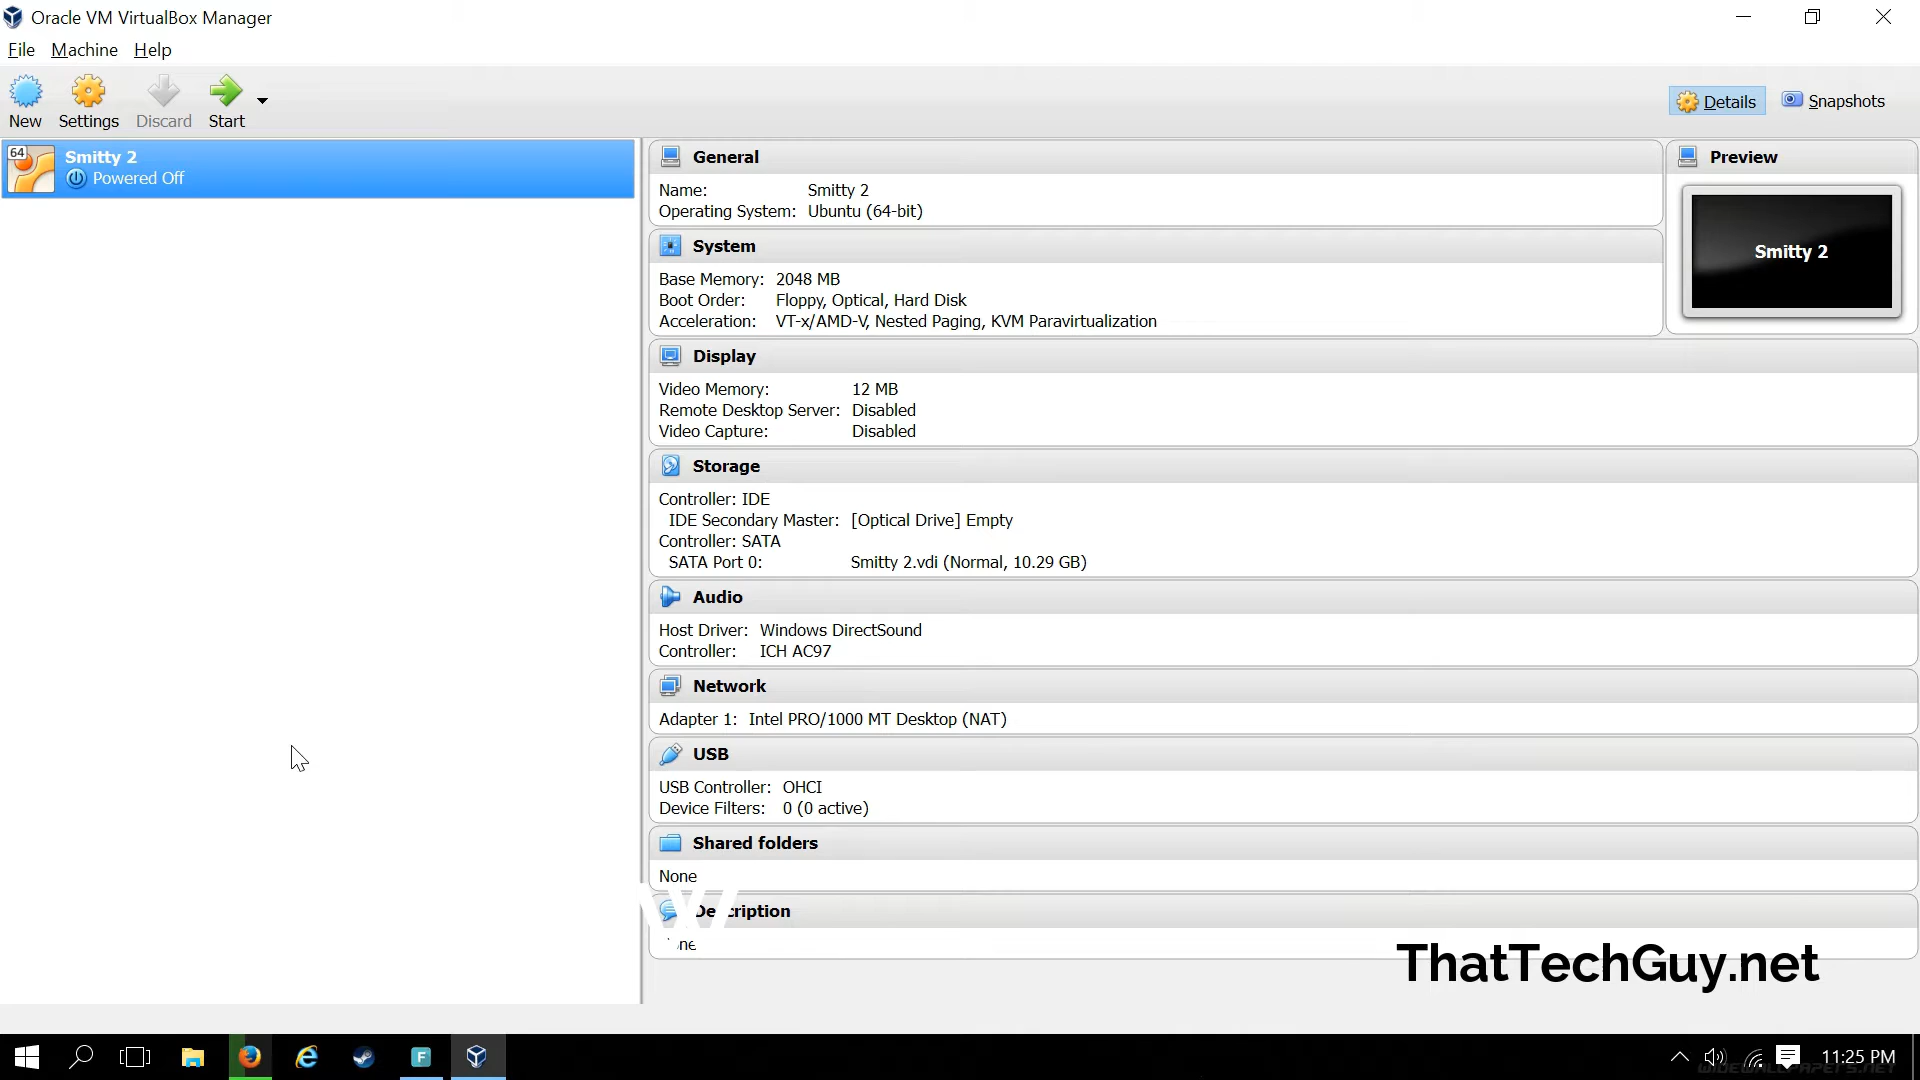 Oracle VM VirtualBox Manager
File Machine Help
New Settings Discard Start
Details Snapshots
64
Smitty 2
Powered Off
General
Name: Smitty 2
Operating System: Ubuntu (64-bit)
Preview
Smitty 2
System
Base Memory: 2048 MB
Boot Order: Floppy, Optical, Hard Disk
Acceleration: VT-x/AMD-V, Nested Paging, KVM Paravirtualization
Display
Video Memory: 12 MB
Remote Desktop Server: Disabled
Video Capture: Disabled
Storage
Controller: IDE
IDE Secondary Master: [Optical Drive] Empty
Controller: SATA
SATA Port 0: Smitty 2.vdi (Normal, 10.29 GB)
Audio
Host Driver: Windows DirectSound
Controller: ICH AC97
Network
Adapter 1: Intel PRO/1000 MT Desktop (NAT)
USB
USB Controller: OHCI
Device Filters: 0 (0 active)
Shared folders
None
Description
ThatTechGuy.net
11:25 PM